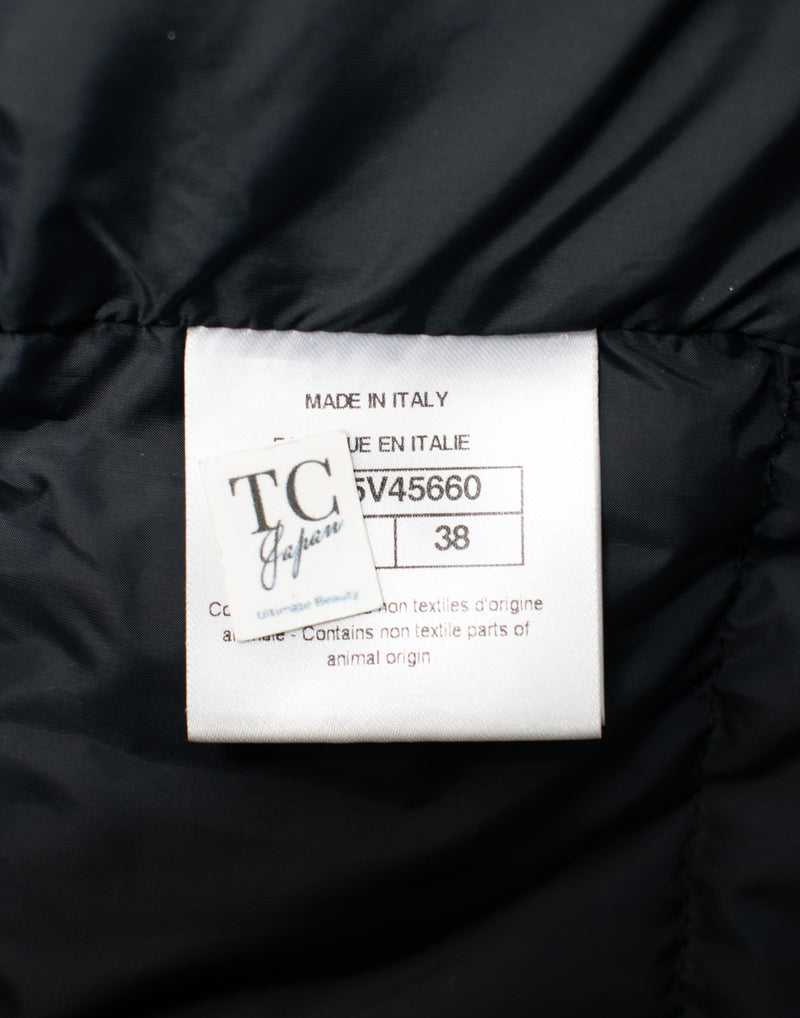 MADE IN ITALY
EN ITALIE
5V45660
38
TC
Japan
Ultimate Beauty
non textiles d'origine
- Contains non textile parts of
animal origin